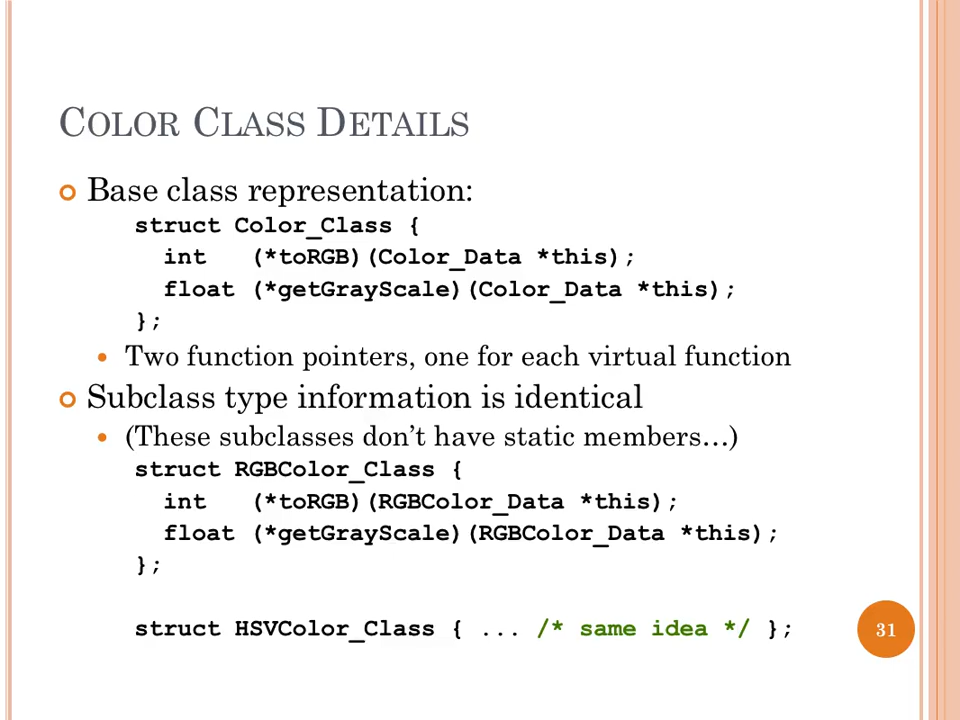 COLOR CLASS DETAILS
Base class representation:
struct Color_Class {
int (*toRGB)(Color_Data *this);
float (*getGrayScale)(Color_Data *this);
};
Two function pointers, one for each virtual function
Subclass type information is identical
(These subclasses don't have static members…)
struct RGBColor_Class {
int (*toRGB)(RGBColor_Data *this);
float (*getGrayScale)(RGBColor_Data *this);
};
struct HSVColor_Class { ... /* same idea */ };
31